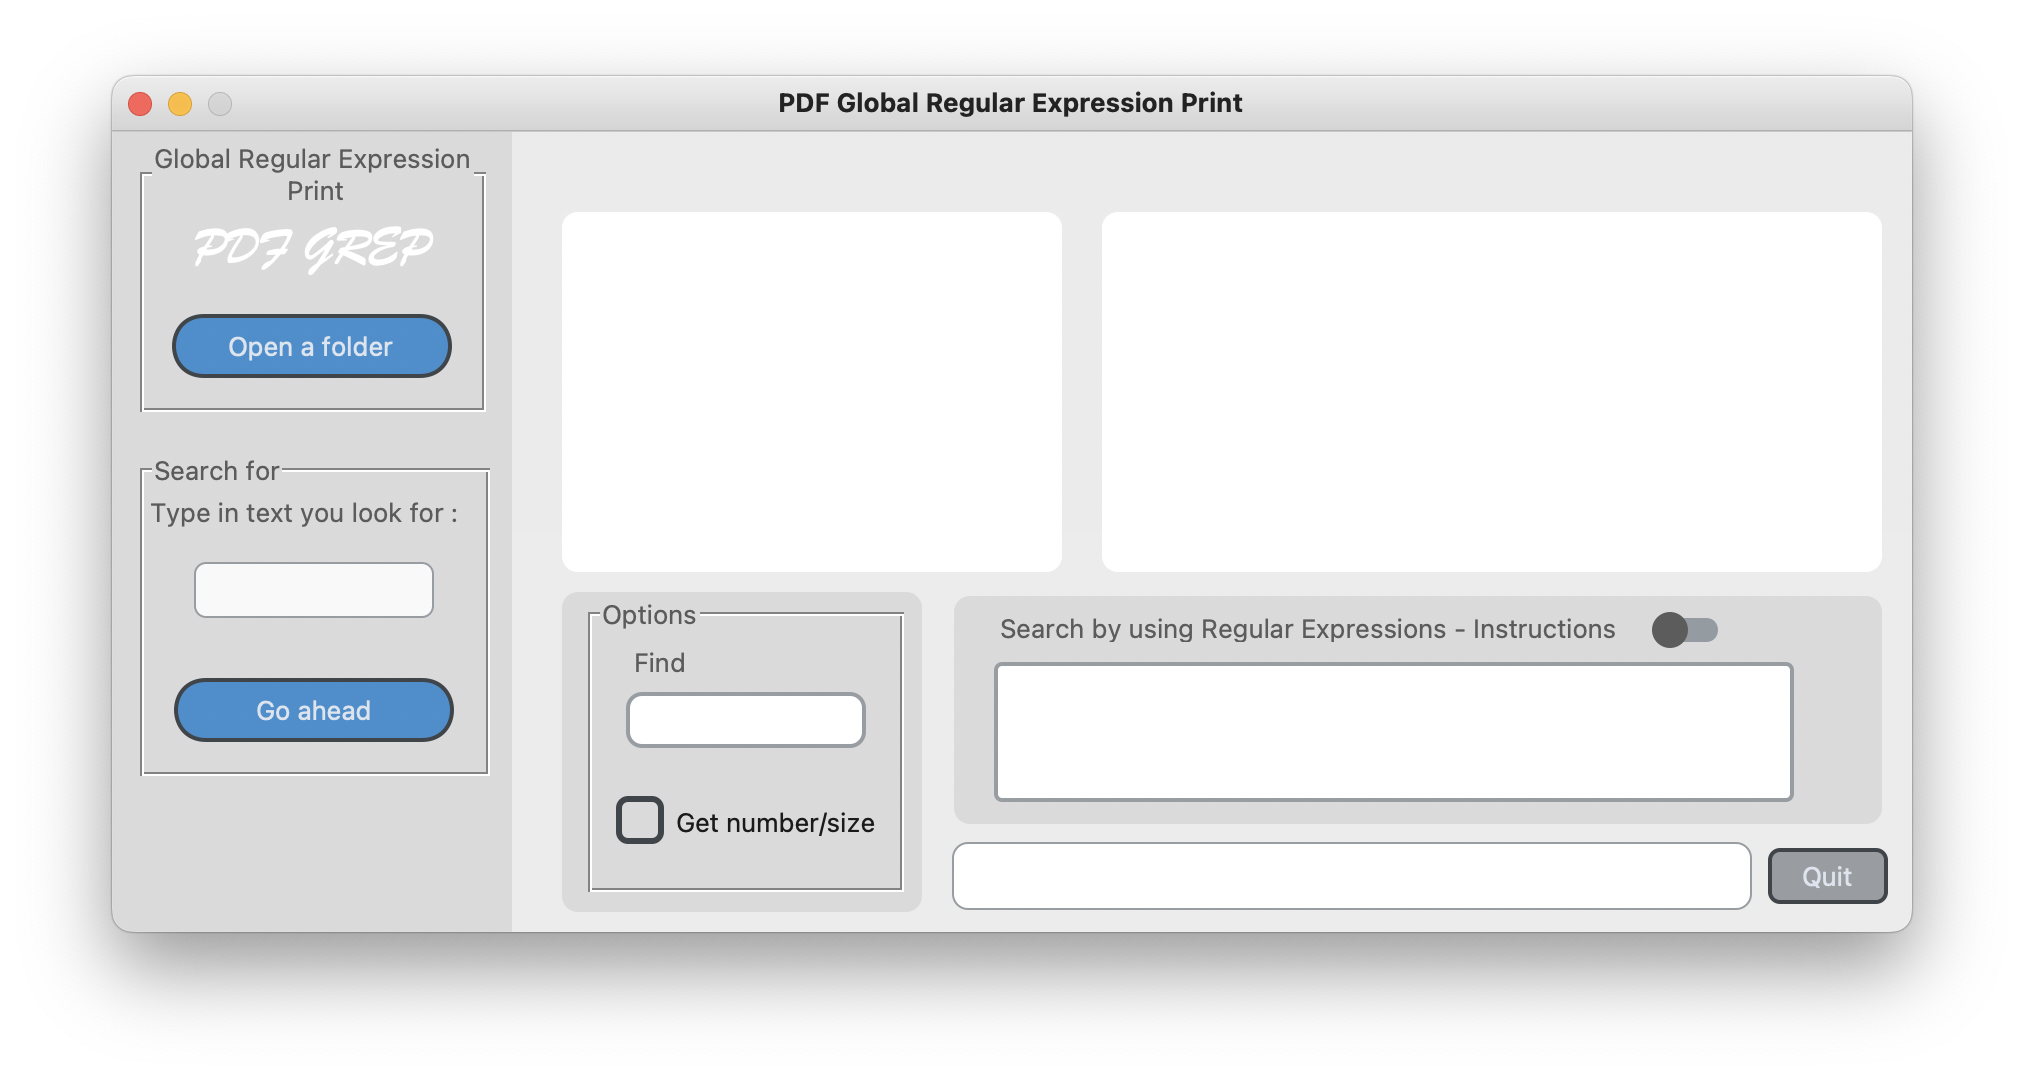 PDF Global Regular Expression Print
Global Regular Expression
Print
PDF GREP
Open a folder
Search for
Type in text you look for :
Go ahead
Options
Find
Get number/size
Search by using Regular Expressions - Instructions
Quit